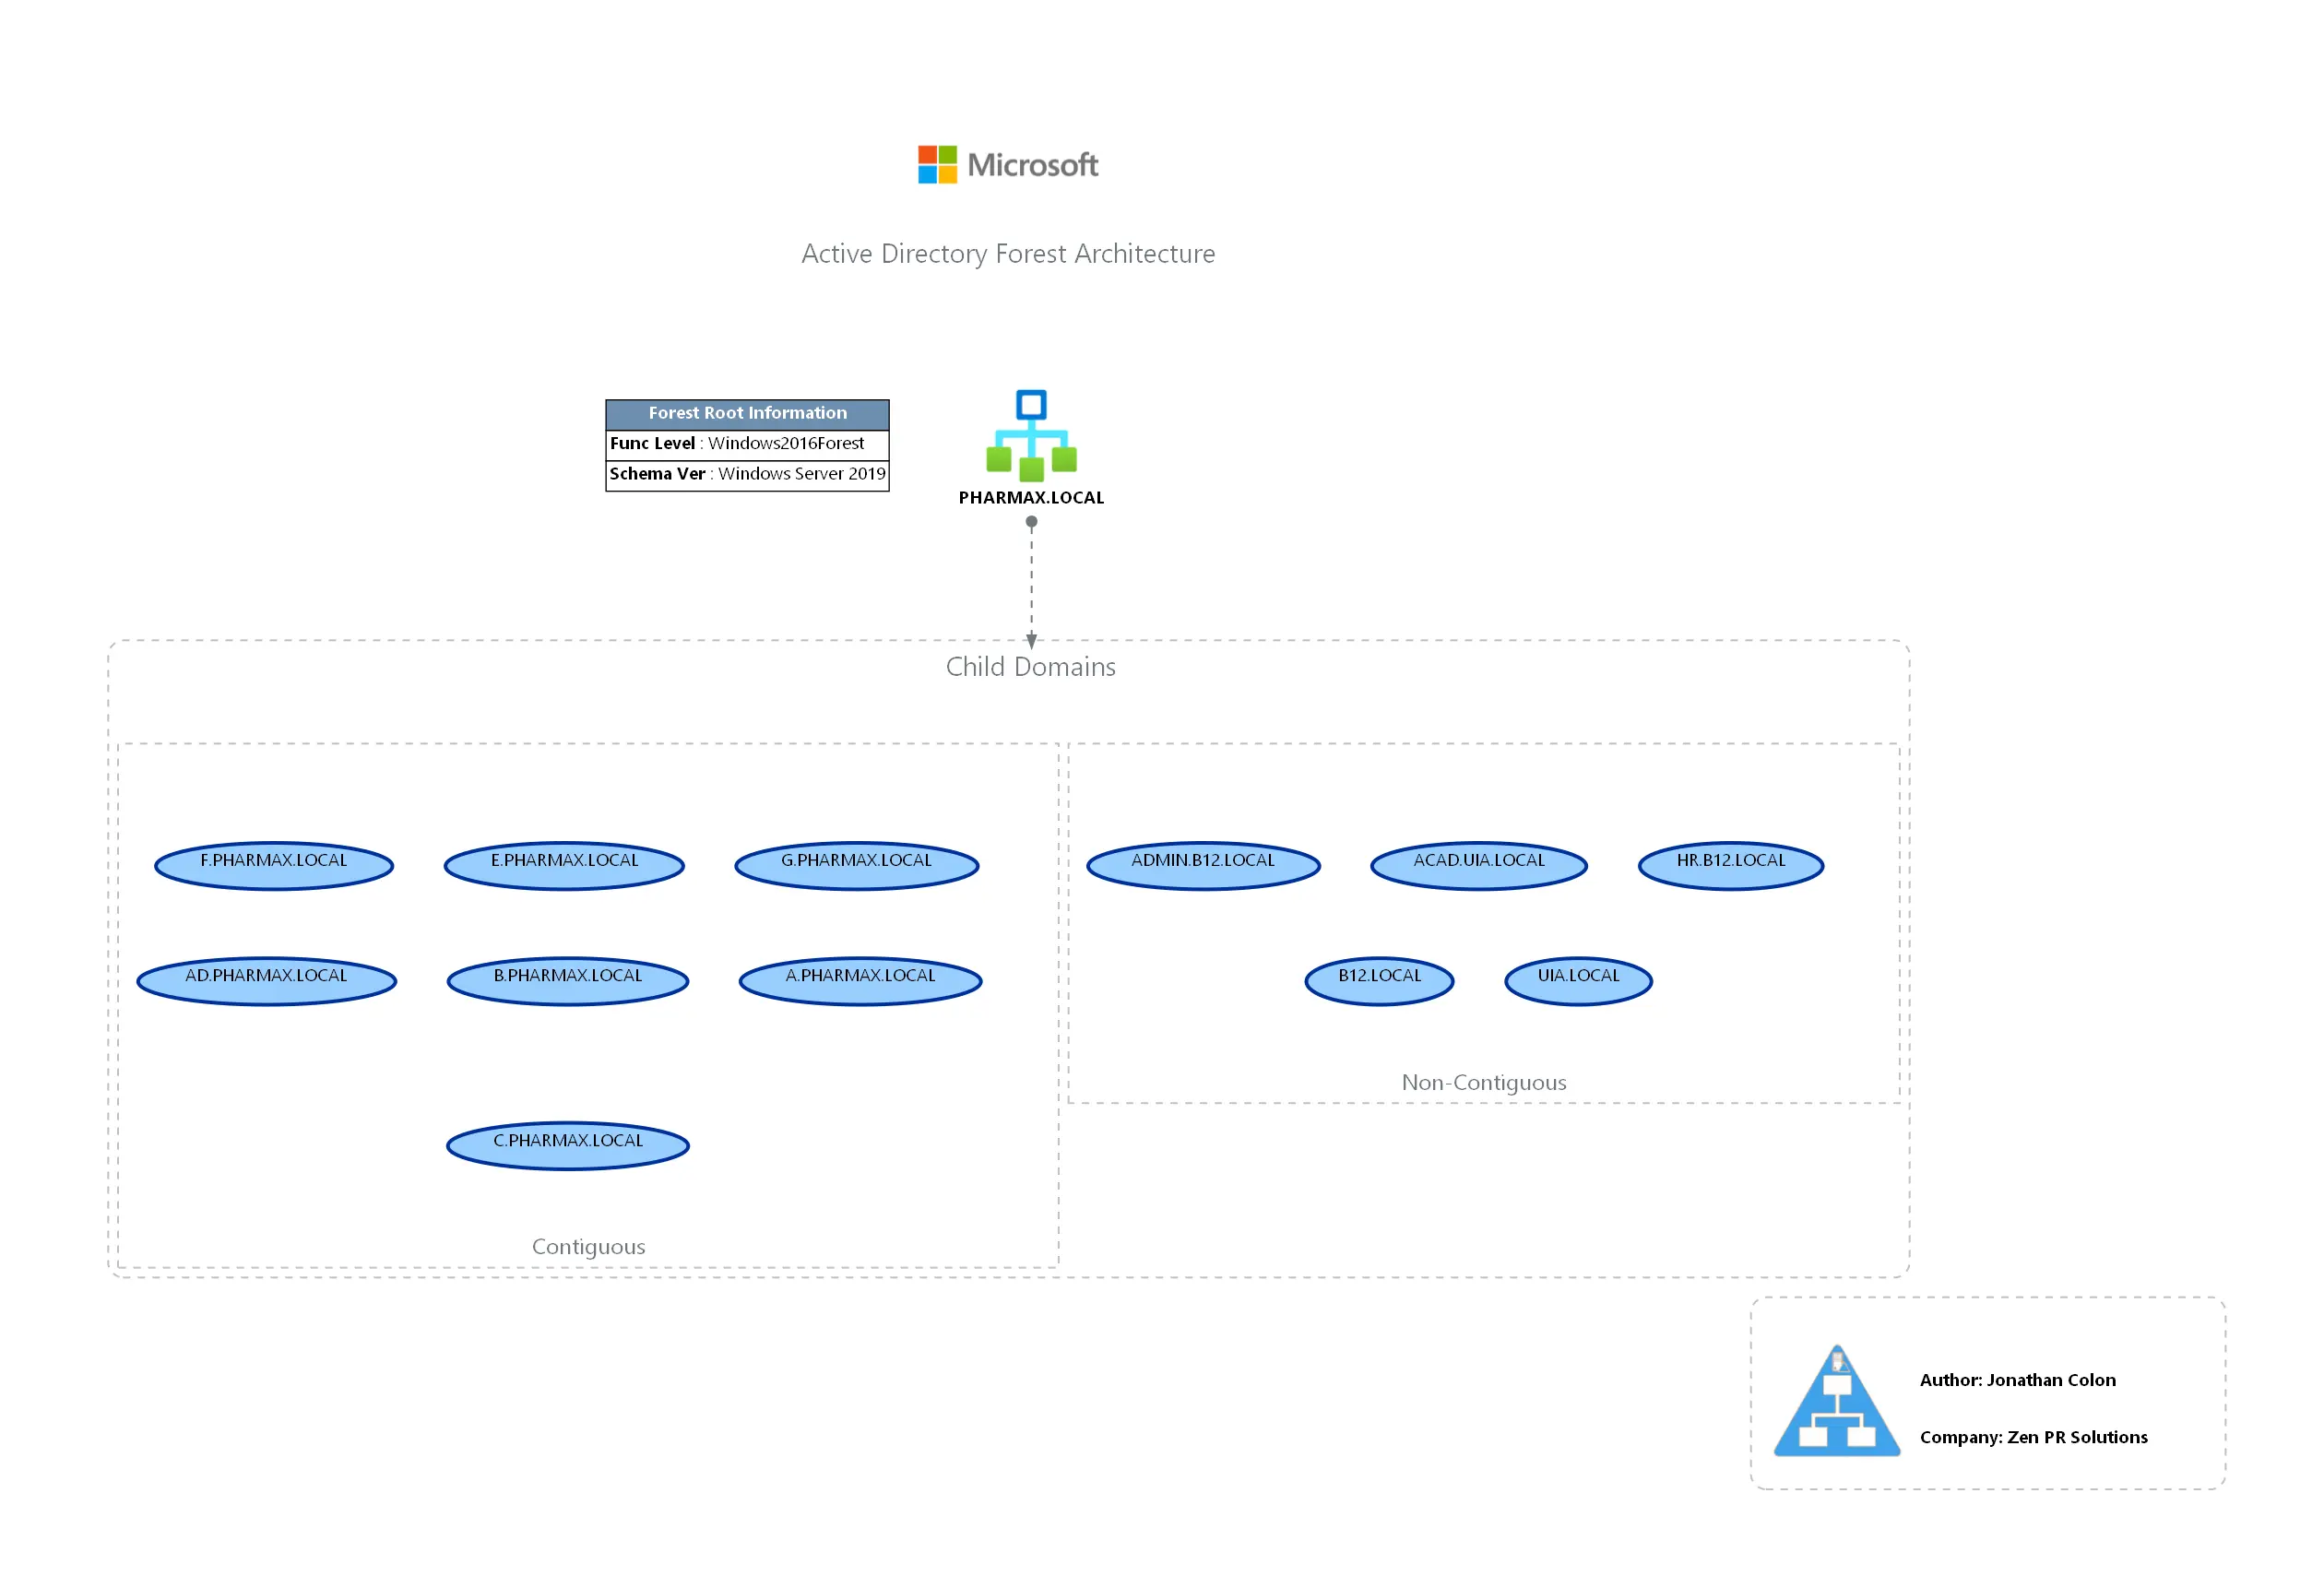 Microsoft
Active Directory Forest Architecture
Forest Root Information
Func Level : Windows2016Forest
Schema Ver : Windows Server 2019
PHARMAX.LOCAL
Child Domains
F.PHARMAX.LOCAL
E.PHARMAX.LOCAL
G.PHARMAX.LOCAL
AD.PHARMAX.LOCAL
B.PHARMAX.LOCAL
A.PHARMAX.LOCAL
C.PHARMAX.LOCAL
Contiguous
ADMIN.B12.LOCAL
ACAD.UIA.LOCAL
HR.B12.LOCAL
B12.LOCAL
UIA.LOCAL
Non-Contiguous
Author: Jonathan Colon
Company: Zen PR Solutions